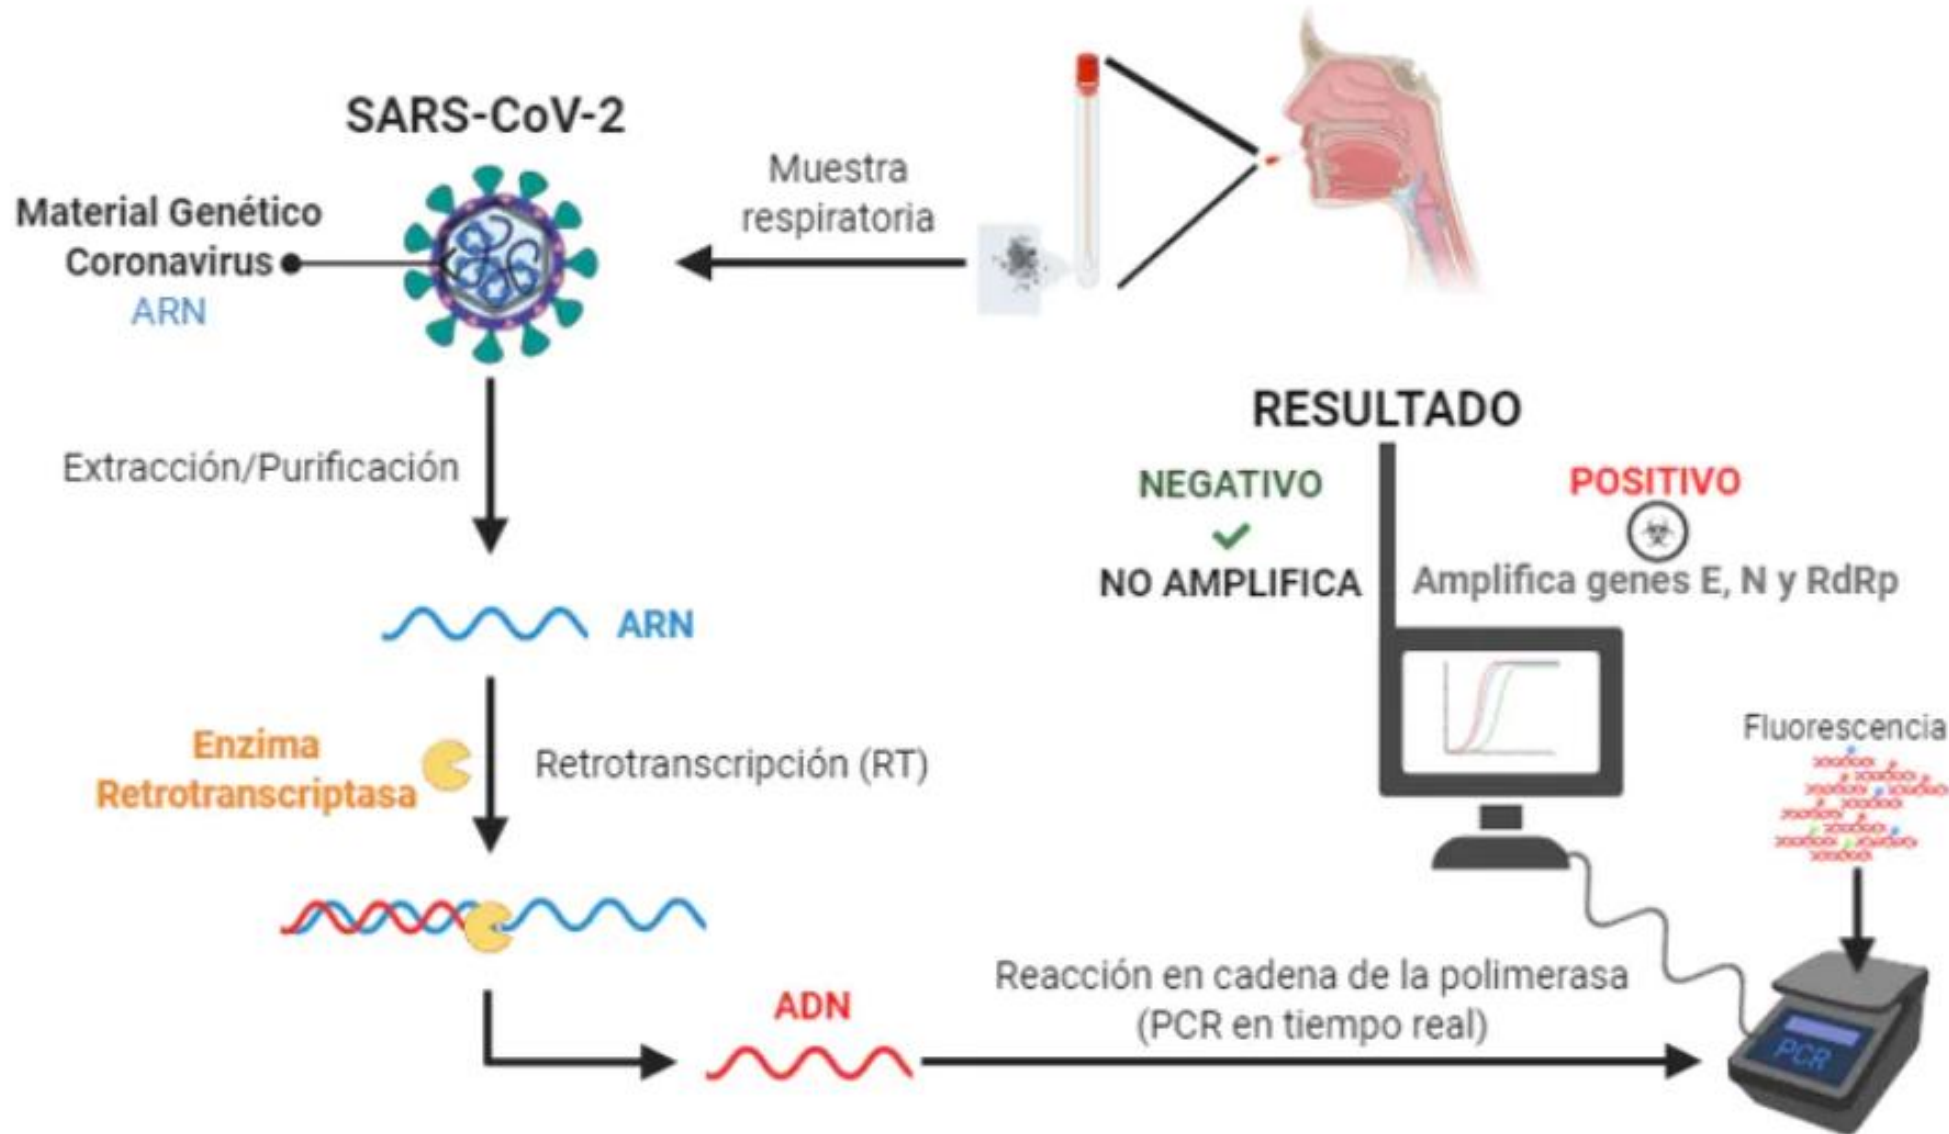 SARS-CoV-2
Muestra
respiratoria
Material Genético
Coronavirus
ARN
Extracción/Purificación
ARN
Enzima
Retrotranscriptasa
Retrotranscripción (RT)
ADN
Reacción en cadena de la polimerasa
(PCR en tiempo real)
PCR
Fluorescencia
RESULTADO
NEGATIVO
NO AMPLIFICA
POSITIVO
Amplifica genes E, N y RdRp